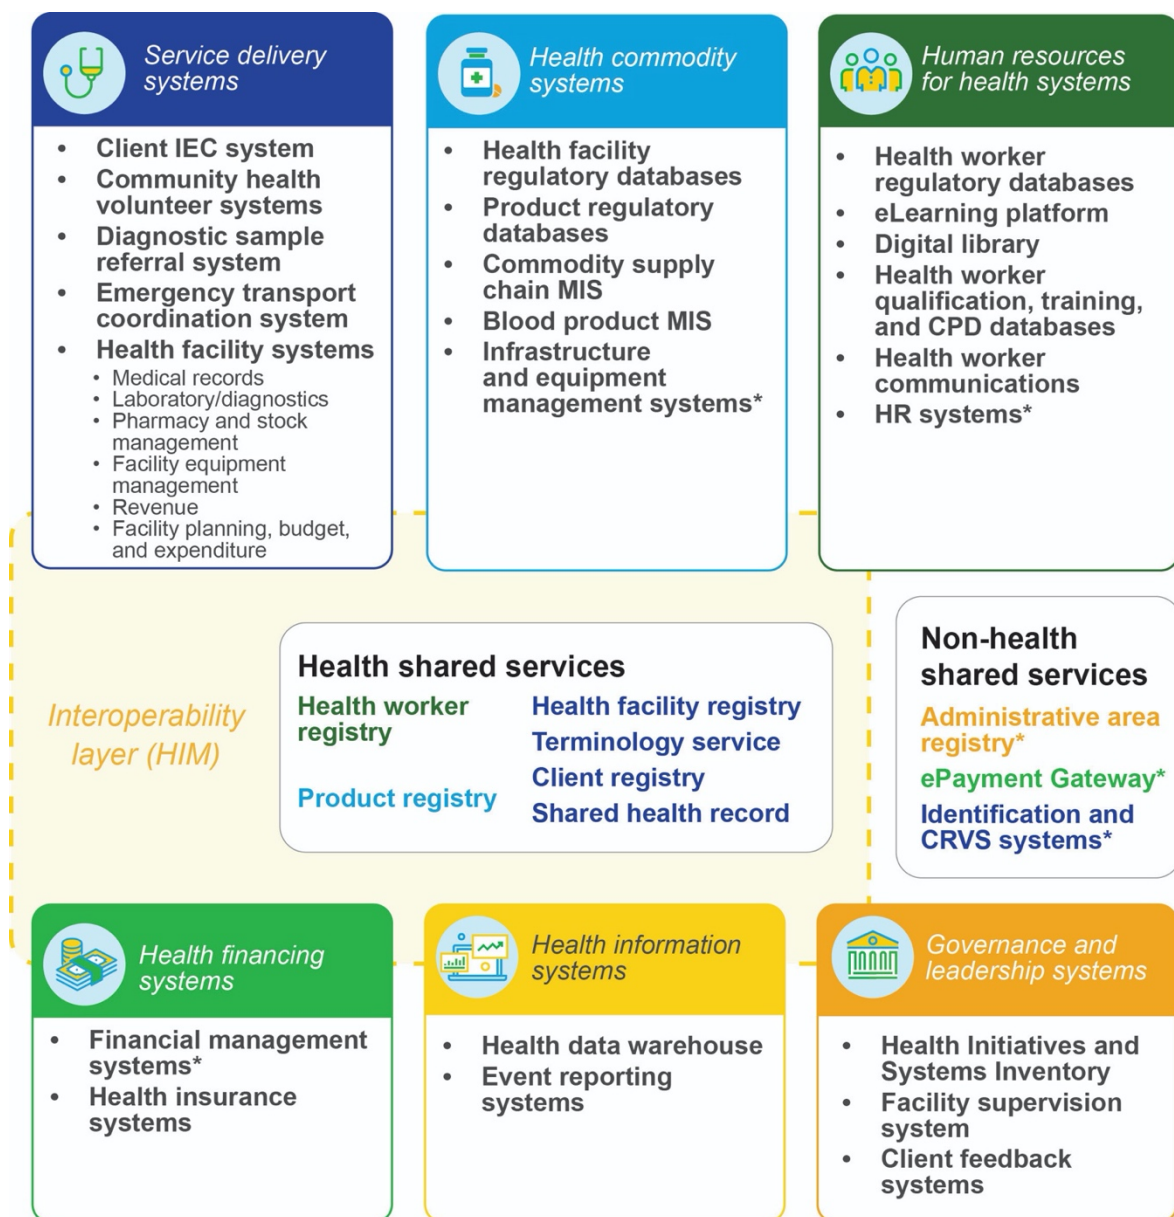 Service delivery
systems
• Client IEC system
• Community health
volunteer systems
• Diagnostic sample
referral system
• Emergency transport
coordination system
• Health facility systems
• Medical records
• Laboratory/diagnostics
• Pharmacy and stock
management
• Facility equipment
management
• Revenue
• Facility planning, budget,
and expenditure
Health commodity
systems
• Health facility
regulatory databases
• Product regulatory
databases
• Commodity supply
chain MIS
• Blood product MIS
• Infrastructure
and equipment
management systems*
Human resources
for health systems
• Health worker
regulatory databases
• eLearning platform
• Digital library
• Health worker
qualification, training,
and CPD databases
• Health worker
communications
• HR systems*
Interoperability
layer (HIM)
Health shared services
Health worker
registry
Product registry
Health facility registry
Terminology service
Client registry
Shared health record
Non-health
shared services
Administrative area
registry*
ePayment Gateway*
Identification and
CRVS systems*
Health financing
systems
• Financial management
systems*
• Health insurance
systems
Health information
systems
• Health data warehouse
• Event reporting
systems
Governance and
leadership systems
• Health Initiatives and
Systems Inventory
• Facility supervision
system
• Client feedback
systems